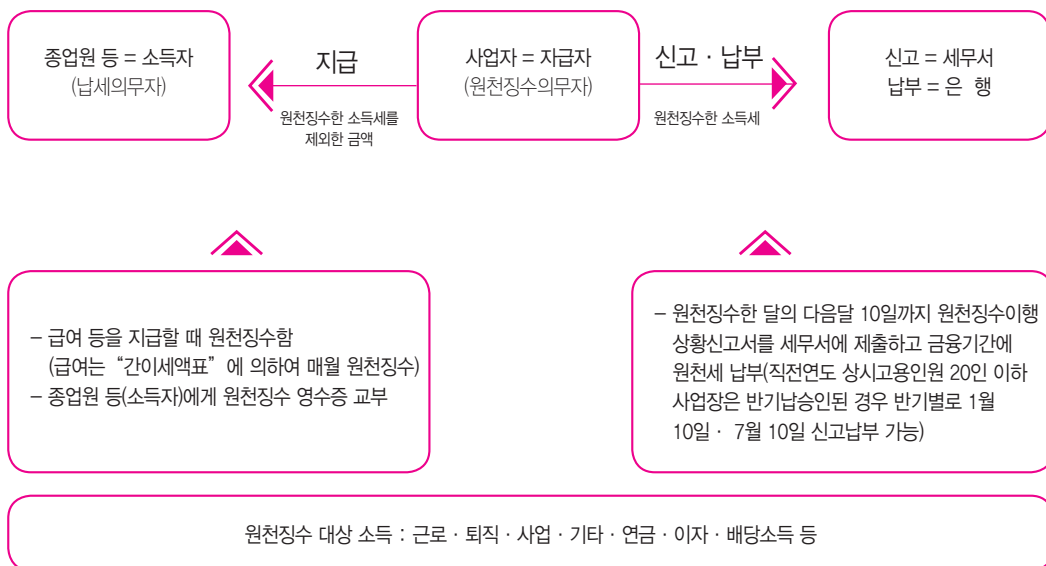 종업원 등 = 소득자
(납세의무자)
지급
원천징수한 소득세를
제외한 금액
사업자 = 자급자
(원천징수의무자)
신고 · 납부
원천징수한 소득세
신고 = 세무서
납부 = 은 행
– 급여 등을 지급할 때 원천징수함
(급여는 “간이세액표” 에 의하여 매월 원천징수)
– 종업원 등(소득자)에게 원천징수 영수증 교부
– 원천징수한 달의 다음달 10일까지 원천징수이행
상황신고서를 세무서에 제출하고 금융기간에
원천세 납부(직전연도 상시고용인원 20인 이하
사업장은 반기납승인된 경우 반기별로 1월
10일 · 7월 10일 신고납부 가능)
원천징수 대상 소득 : 근로 · 퇴직 · 사업 · 기타 · 연금 · 이자 · 배당소득 등